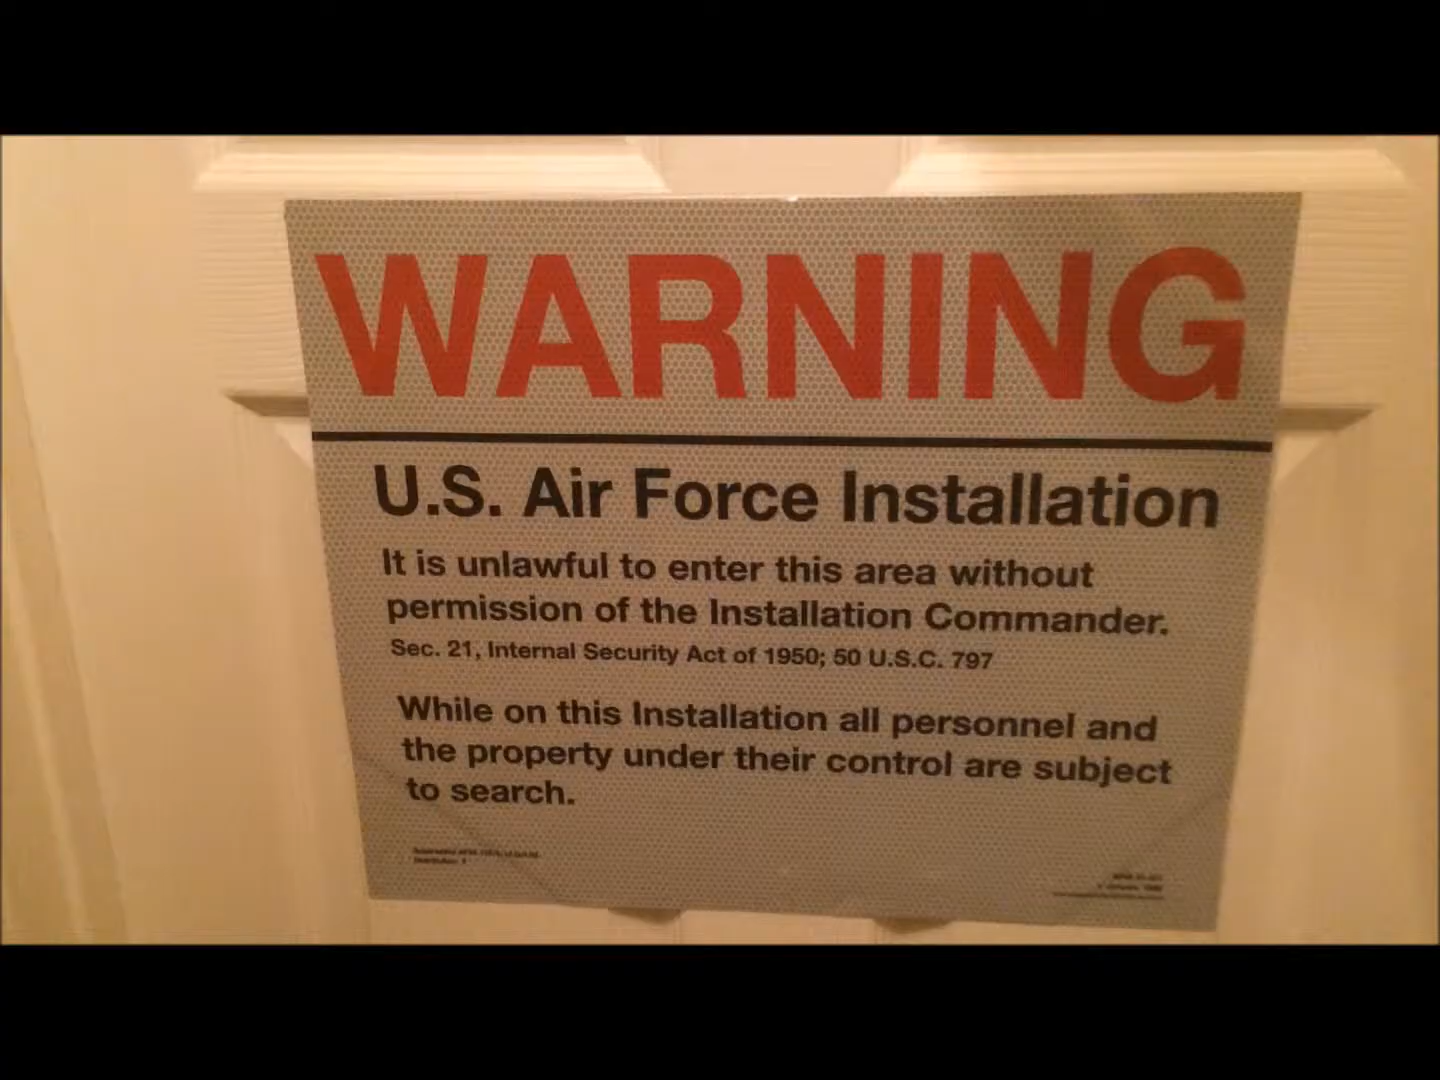 WARNING
U.S. Air Force Installation
It is unlawful to enter this area without
permission of the Installation Commander.
Sec. 21, Internal Security Act of 1950; 50 U.S.C. 797
While on this Installation all personnel and
the property under their control are subject
to search.